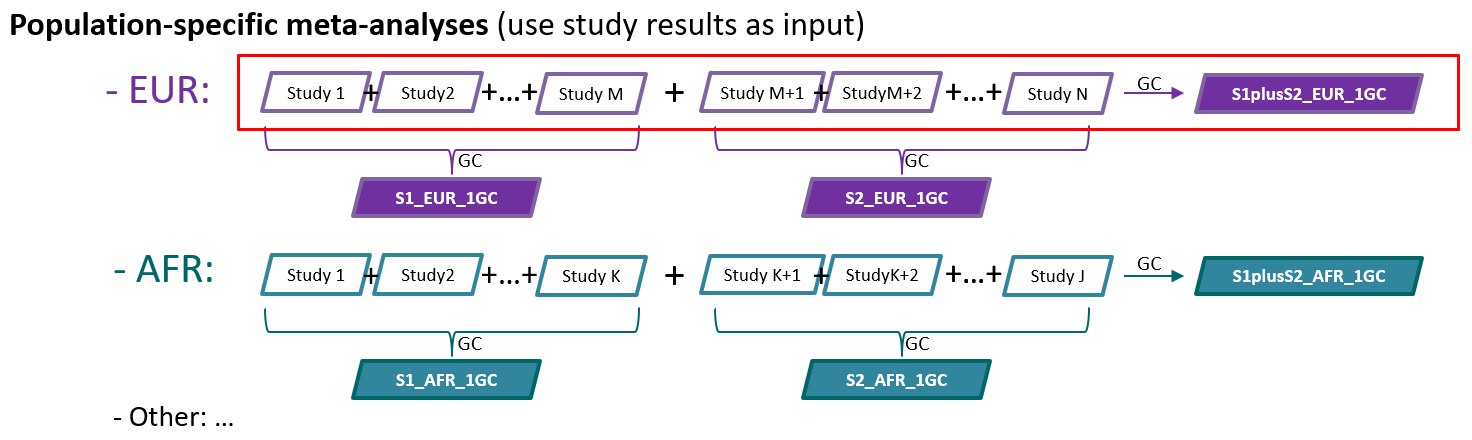 Population-specific meta-analyses (use study results as input)
- EUR: Study 1 + Study2 +...+ Study M + Study M+1 + StudyM+2 +...+ Study N GC S1plusS2_EUR_1GC
GC GC
S1_EUR_1GC S2_EUR_1GC
- AFR: Study 1 + Study2 +...+ Study K + Study K+1 + StudyK+2 +...+ Study J GC S1plusS2_AFR_1GC
GC GC
S1_AFR_1GC S2_AFR_1GC
- Other: ...